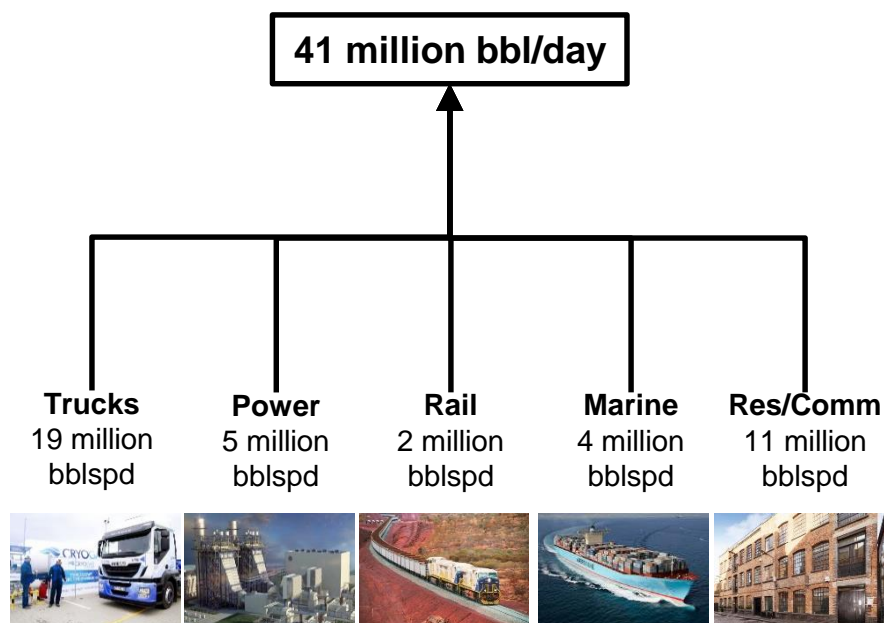 41 million bbl/day
Trucks
19 million
bblspd
Power
5 million
bblspd
Rail
2 million
bblspd
Marine
4 million
bblspd
Res/Comm
11 million
bblspd